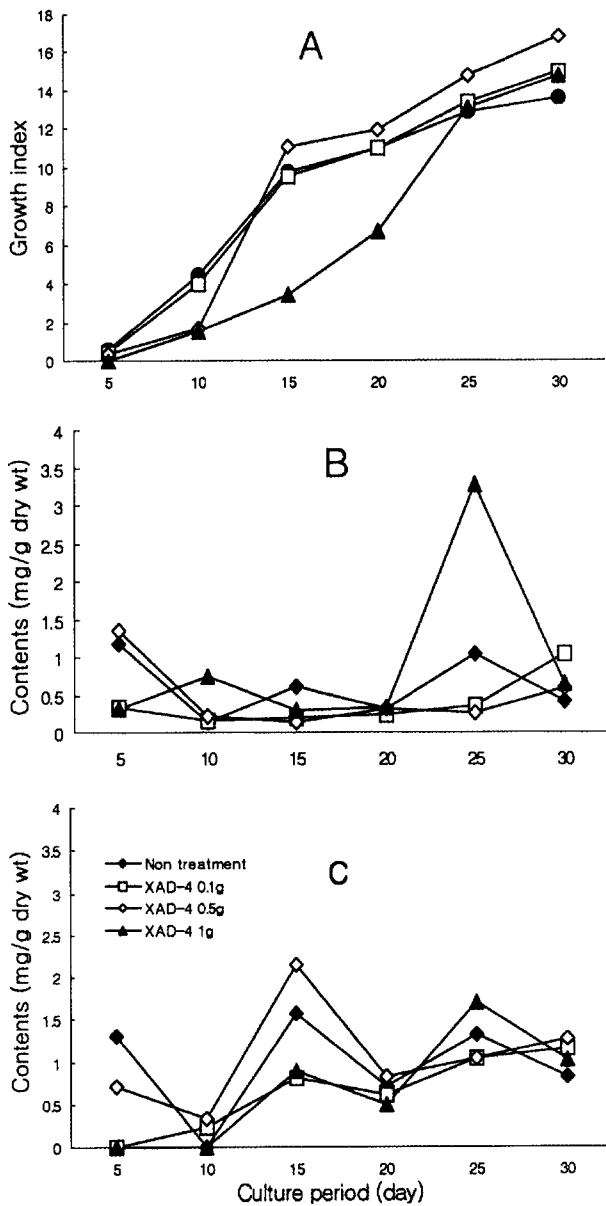 A
Growth index
18
16
14
12
10
8
6
4
2
0
5 10 15 20 25 30
B
Contents (mg/g dry wt)
4
3.5
3
2.5
2
1.5
1
0.5
0
5 10 15 20 25 30
C
Contents (mg/g dry wt)
4
3.5
3
2.5
2
1.5
1
0.5
0
Non treatment
XAD-4 0.1g
XAD-4 0.5g
XAD-4 1g
5 10 15 20 25 30
Culture period (day)